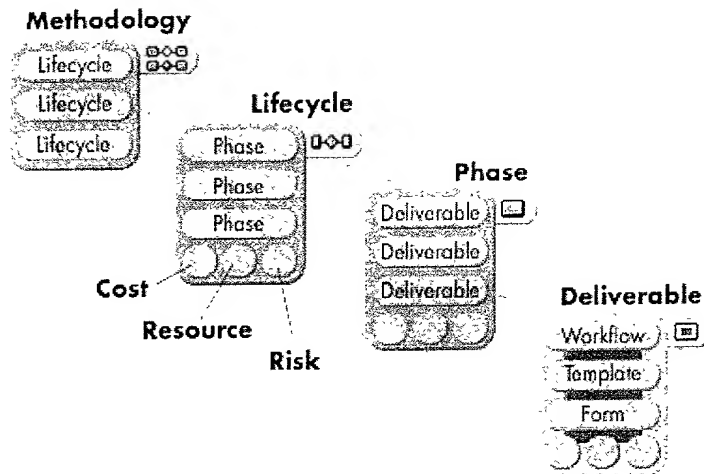 Methodology
Lifecycle
Lifecycle
Lifecycle
Lifecycle
Phase
Phase
Phase
Cost
Resource
Risk
Phase
Deliverable
Deliverable
Deliverable
Deliverable
Workflow
Template
Form